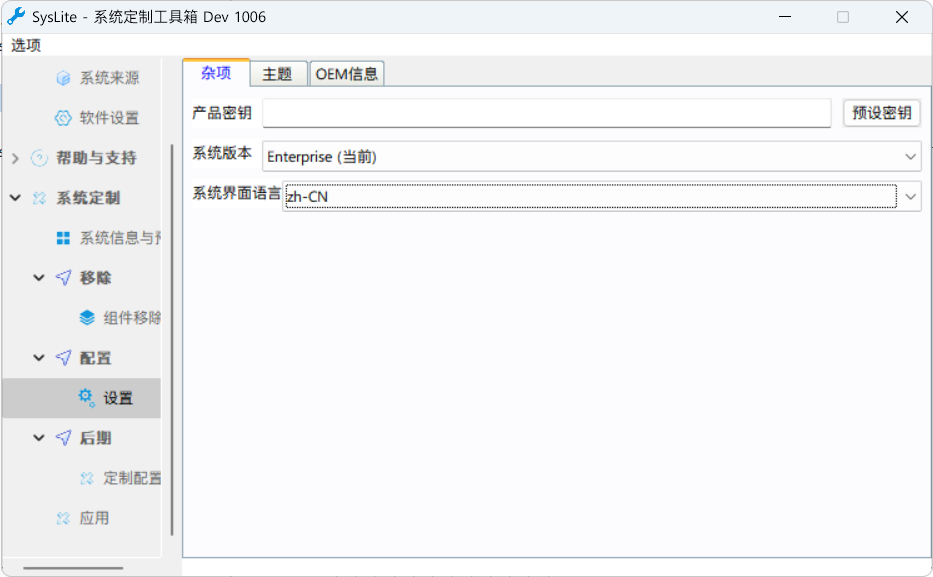 SysLite - 系统定制工具箱 Dev 1006
选项
系统来源
软件设置
帮助与支持
系统定制
系统信息与
移除
组件移除
配置
设置
后期
定制配置
应用
杂项
主题
OEM信息
产品密钥
预设密钥
系统版本
Enterprise (当前)
系统界面语言
zh-CN